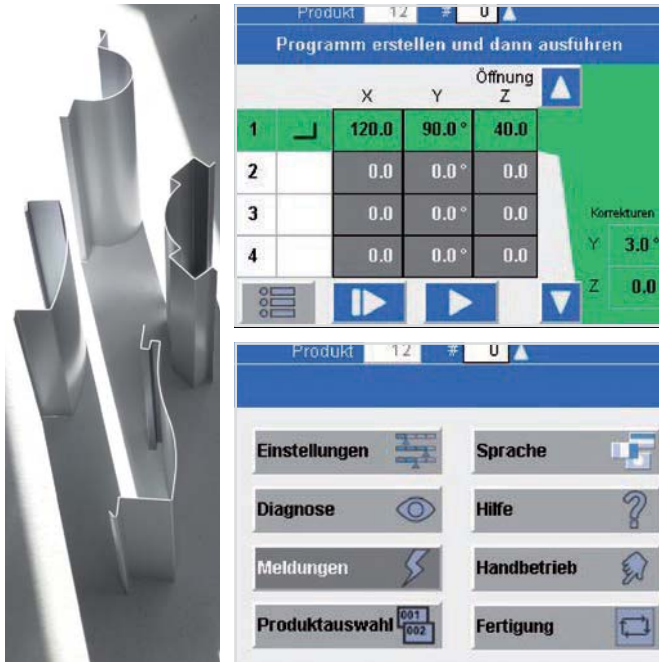 Produkt 12 # 0
Programm erstellen und dann ausführen
Öffnung
X Y Z
1 120.0 90.0° 40.0
2 0.0 0.0° 0.0
3 0.0 0.0° 0.0
4 0.0 0.0° 0.0
Korrekturen
Y 3.0°
Z 0.0
Produkt 12 # 0
Einstellungen Sprache
Diagnose Hilfe
Meldungen Handbetrieb
Produktauswahl 001 002 Fertigung